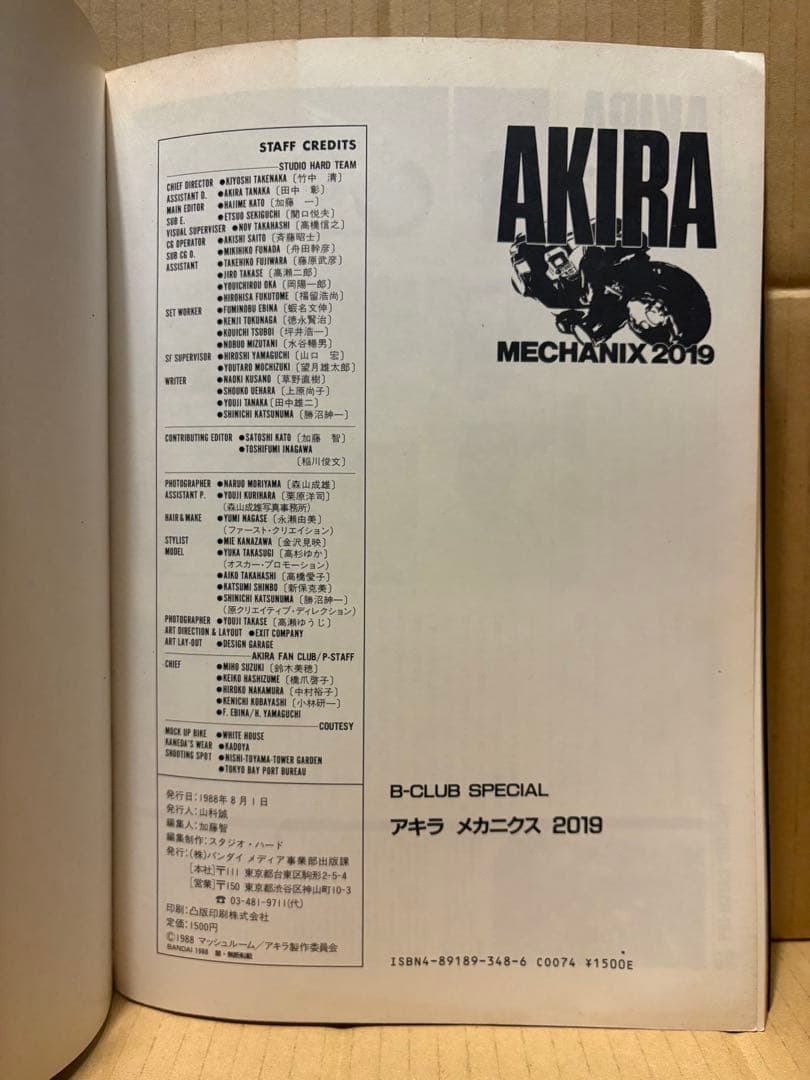 STAFF CREDITS
STUDIO HARD TEAM
CHIEF DIRECTOR ●KIYOSHI TAKENAKA〔竹中 清〕
ASSISTANT D. ●AKIRA TANAKA〔田中 彰〕
MAIN EDITOR ●HAJIME KATO〔加藤 一〕
SUB E. ●ETSUO SEKIGUCHI〔関口悦夫〕
VISUAL SUPERVISER ●NOV TAKAHASHI〔高橋信之〕
CG OPERATOR ●AKISHI SAITO〔斉藤昭士〕
SUB CG O. ●MIKIHIKO FUNADA〔舟田幹彦〕
ASSISTANT ●TAKEHIKO FUJIWARA〔藤原武彦〕
●JIRO TAKASE〔高瀬二郎〕
●YOUICHIROU OKA〔岡陽一郎〕
●HIROHISA FUKUTOME〔福留浩尚〕
SET WORKER ●FUMINOBU EBINA〔蝦名文伸〕
●KENJI TOKUNAGA〔徳永賢治〕
●KOUICHI TSUBOI〔坪井浩一〕
●NOBUO MIZUTANI〔水谷暢男〕
SF SUPERVISOR ●HIROSHI YAMAGUCHI〔山口 宏〕
●YOUTARO MOCHIZUKI〔望月雄太郎〕
WRITER ●NAOKI KUSANO〔草野直樹〕
●SHOUKO UEHARA〔上原尚子〕
●YOUJI TANAKA〔田中雄二〕
●SHINICHI KATSUNUMA〔勝沼紳一〕
CONTRIBUTING EDITOR ●SATOSHI KATO〔加藤 智〕
●TOSHIFUMI INAGAWA
〔稲川俊文〕
PHOTOGRAPHER ●NARUO MORIYAMA〔森山成雄〕
ASSISTANT P. ●YOUJI KURIHARA〔栗原洋司〕
(森山成雄写真事務所)
HAIR & MAKE ●YUMI NAGASE〔永瀬由美〕
(ファースト・クリエイション)
STYLIST ●MIE KANAZAWA〔金沢見映〕
MODEL ●YUKA TAKASUGI〔高杉ゆか〕
(オスカー・プロモーション)
●AIKO TAKAHASHI〔高橋愛子〕
●KATSUMI SHINBO〔新保克美〕
●SHINICHI KATSUNUMA〔勝沼紳一〕
(原クリエイティブ・ディレクション)
PHOTOGRAPHER ●YOUJI TAKASE〔高瀬ゆうじ〕
ART DIRECTION & LAYOUT ●EXIT COMPANY
ART LAY-OUT ●DESIGN GARAGE
AKIRA FAN CLUB/P-STAFF
CHIEF ●MIHO SUZUKI〔鈴木美穂〕
●KEIKO HASHIZUME〔橋爪啓子〕
●HIROKO NAKAMURA〔中村裕子〕
●KENICHI KOBAYASHI〔小林研一〕
●F. EBINA/H. YAMAGUCHI
COUTESY
MOCK UP BIKE ●WHITE HOUSE
KANEDA'S WEAR ●KADOYA
SHOOTING SPOT ●NISHI-TOYAMA-TOWER GARDEN
●TOKYO BAY PORT BUREAU
発行日:1988年8月1日
発行人:山科誠
編集人:加藤智
編集制作:スタジオ・ハード
発行:(株)バンダイ メディア事業部出版課
[本社]〒111 東京都台東区駒形2-5-4
[営業]〒150 東京都渋谷区神山町10-3
☎ 03-481-9711(代)
印刷:凸版印刷株式会社
定価:1500円
©1988 マッシュルーム/アキラ製作委員会
BANDAI 1988 禁・無断転載
AKIRA
MECHANIX 2019
B-CLUB SPECIAL
アキラ メカニクス 2019
ISBN4-89189-348-6 C0074 ¥1500E